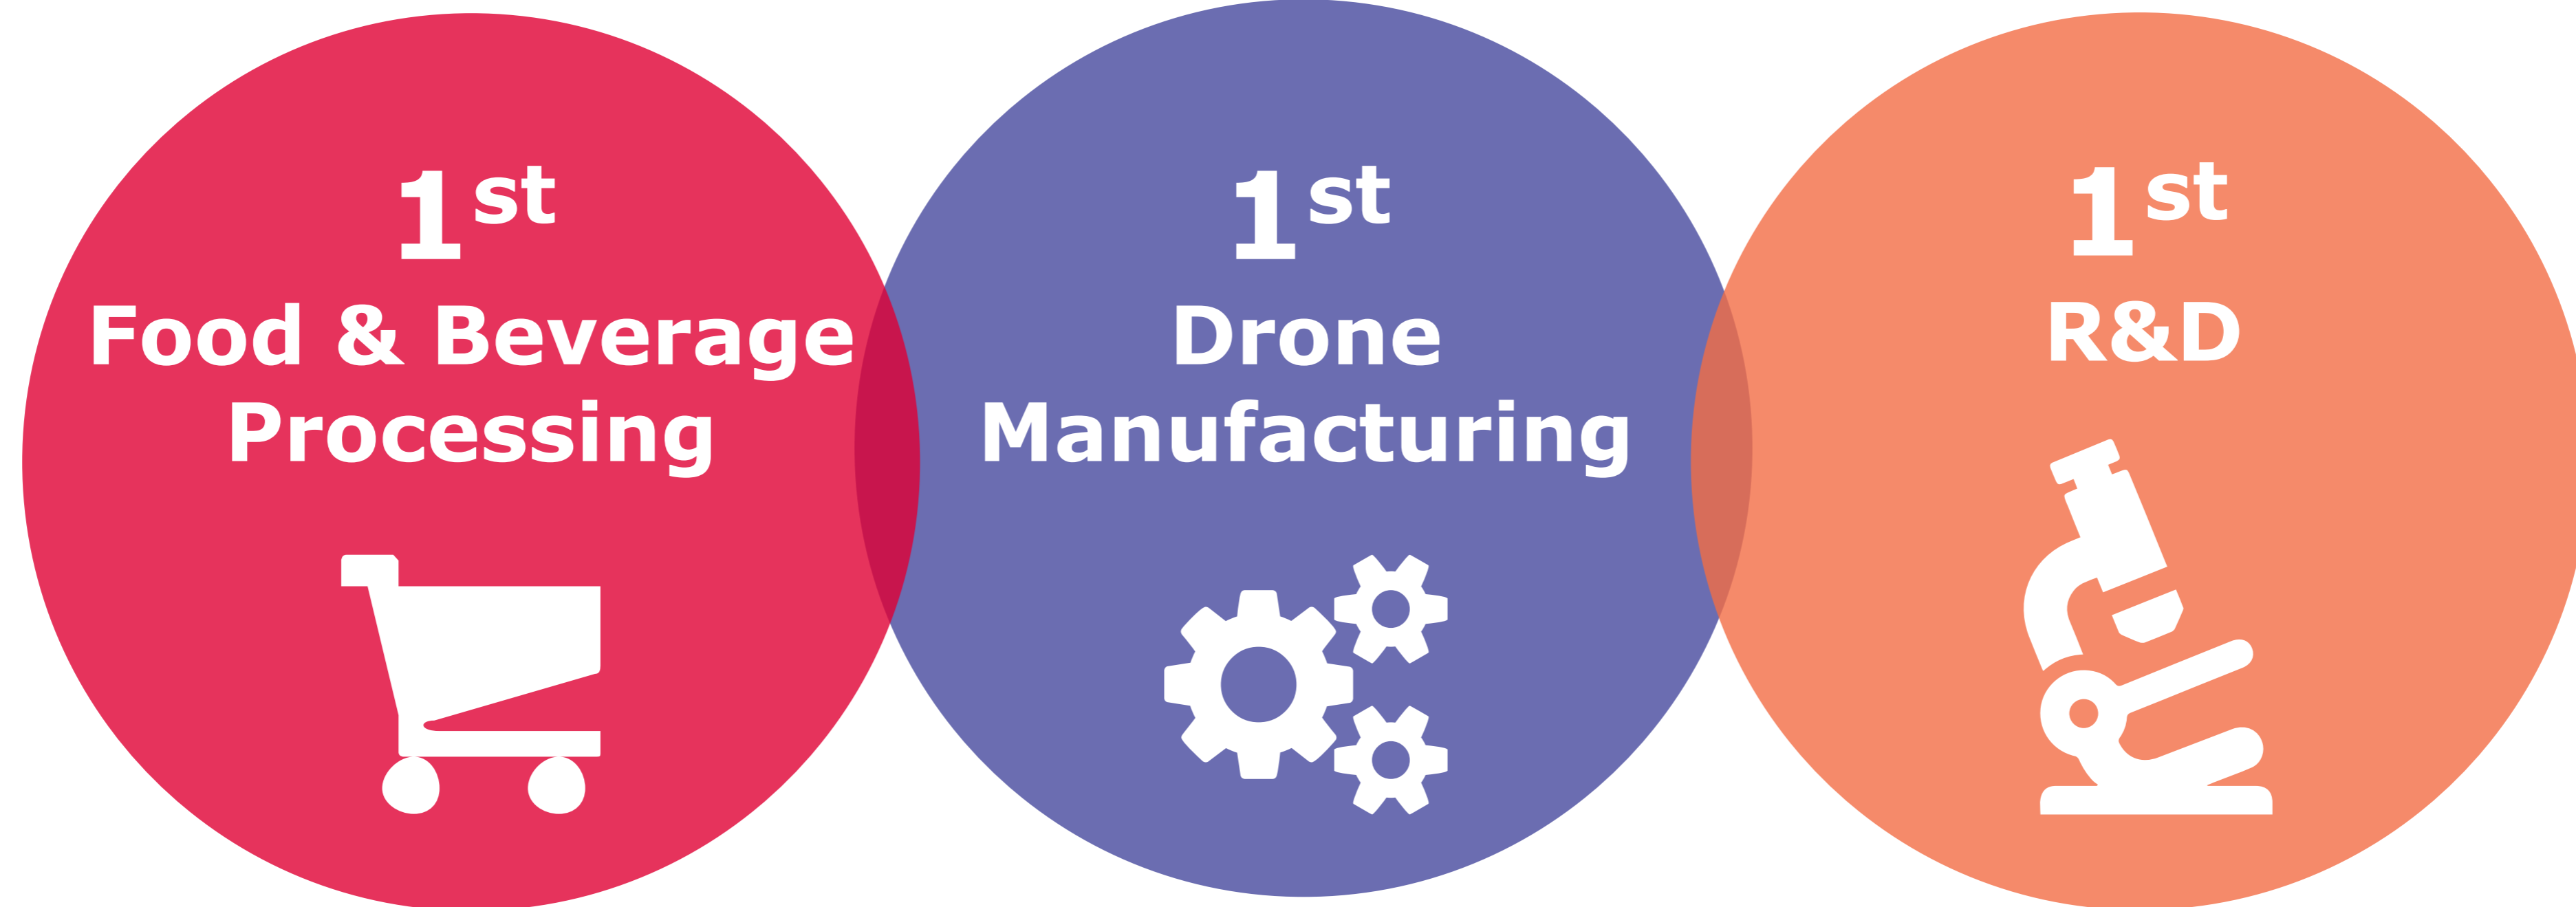 1st
Food & Beverage
Processing
1st
Drone
Manufacturing
1st
R&D